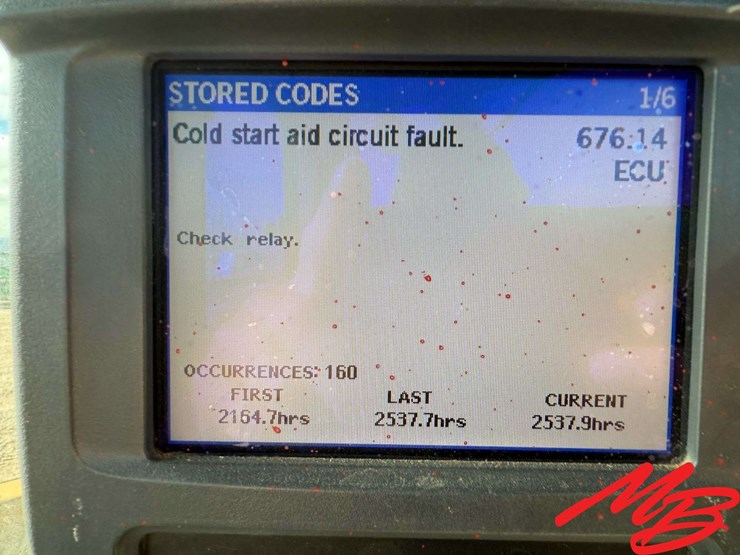 STORED CODES 1/6
Cold start aid circuit fault. 676.14
ECU
Check relay.
OCCURRENCES: 160
FIRST LAST CURRENT
2164.7hrs 2537.7hrs 2537.9hrs
MB